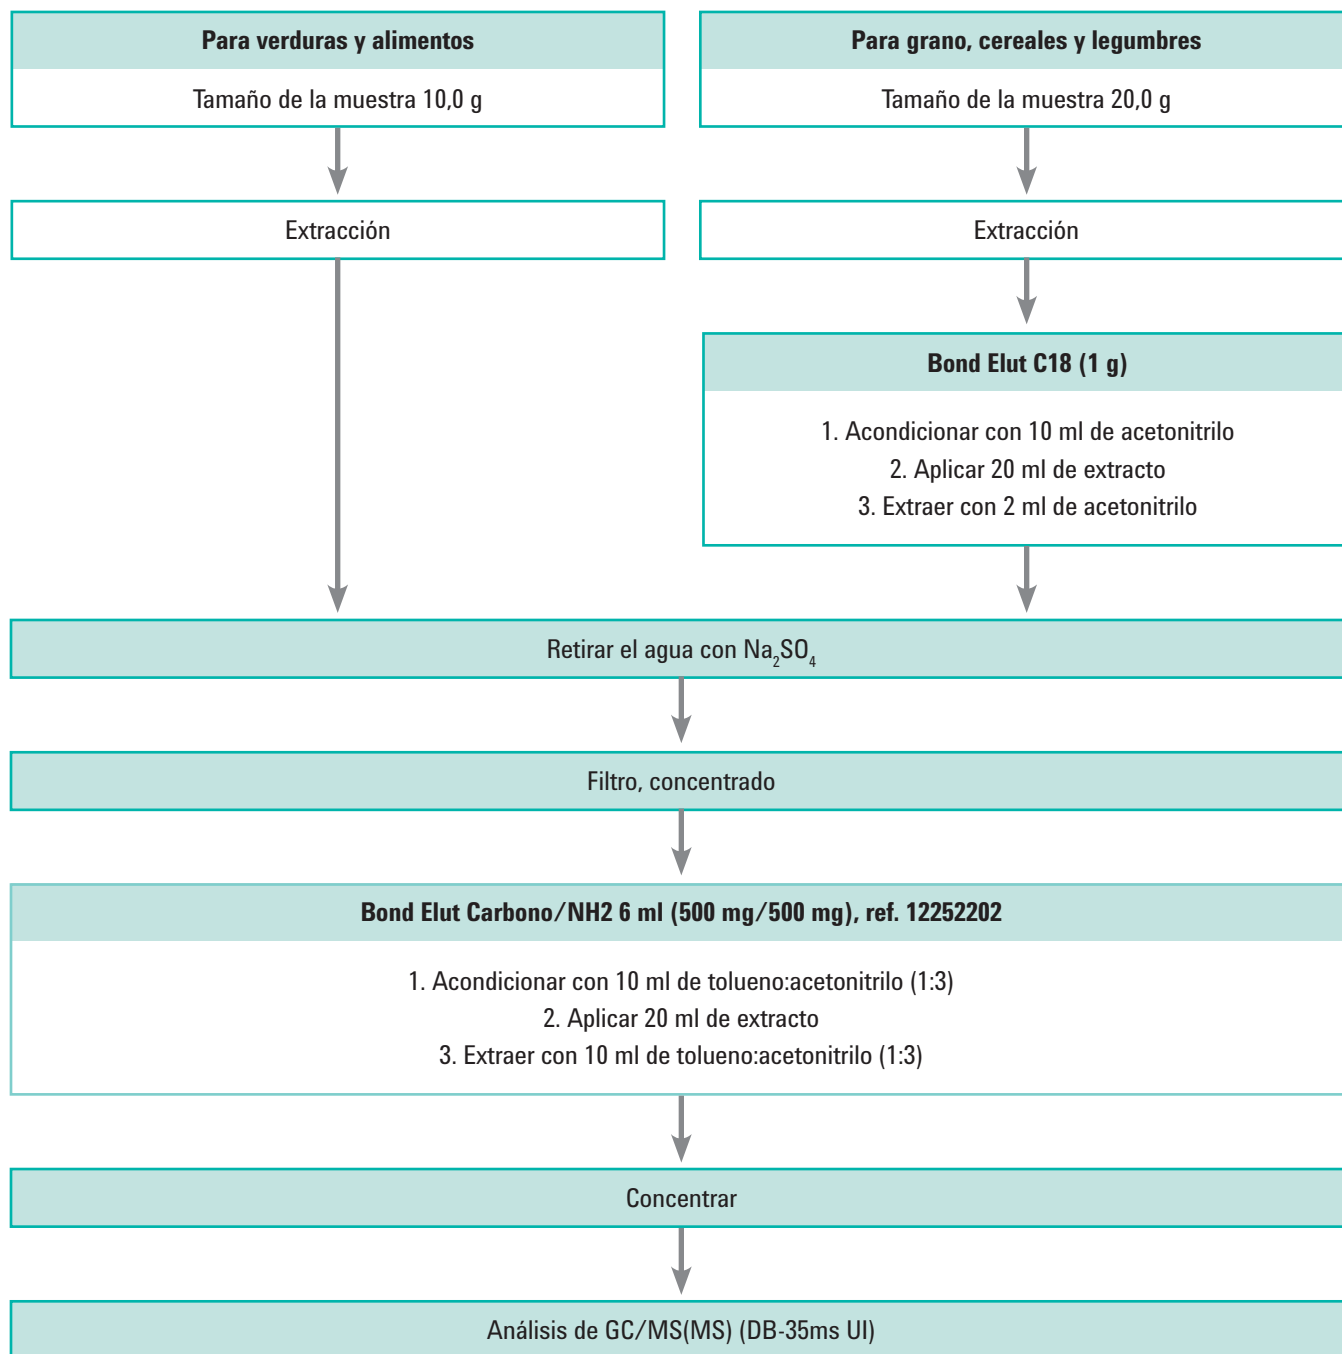 Para verduras y alimentos
Tamaño de la muestra 10,0 g
Para grano, cereales y legumbres
Tamaño de la muestra 20,0 g
Extracción
Extracción
Bond Elut C18 (1 g)
1. Acondicionar con 10 ml de acetonitrilo
2. Aplicar 20 ml de extracto
3. Extraer con 2 ml de acetonitrilo
Retirar el agua con Na₂SO₄
Filtro, concentrado
Bond Elut Carbono/NH2 6 ml (500 mg/500 mg), ref. 12252202
1. Acondicionar con 10 ml de tolueno:acetonitrilo (1:3)
2. Aplicar 20 ml de extracto
3. Extraer con 10 ml de tolueno:acetonitrilo (1:3)
Concentrar
Análisis de GC/MS(MS) (DB-35ms UI)